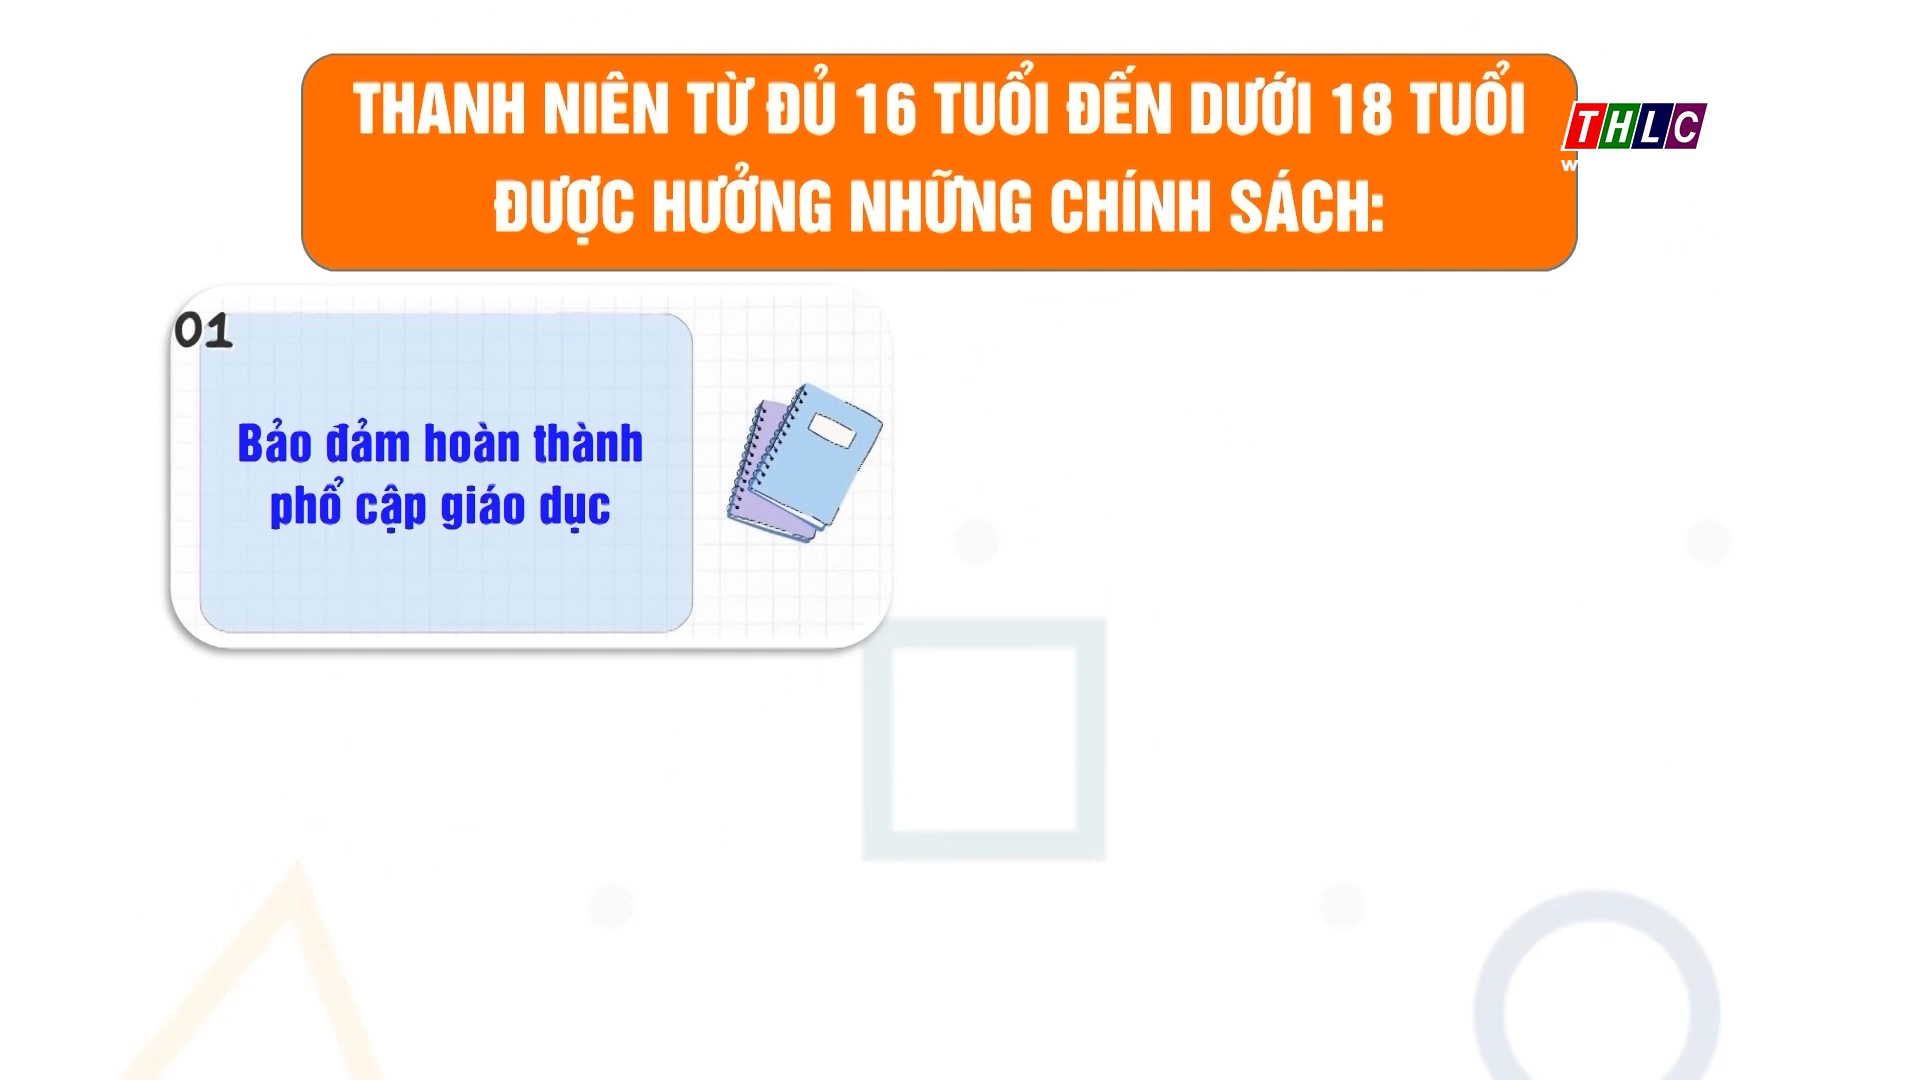 THANH NIÊN TỪ ĐỦ 16 TUỔI ĐẾN DƯỚI 18 TUỔI
ĐƯỢC HƯỞNG NHỮNG CHÍNH SÁCH:
THLC
w
01
Bảo đảm hoàn thành
phổ cập giáo dục